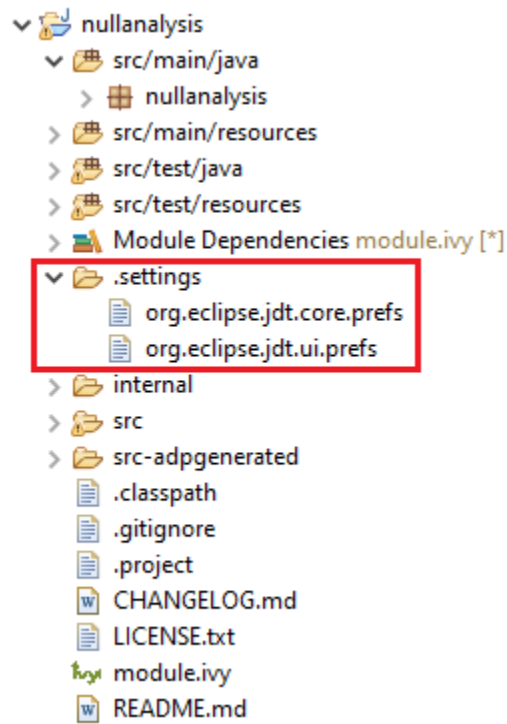 nullanalysis
src/main/java
nullanalysis
src/main/resources
src/test/java
src/test/resources
Module Dependencies module.ivy [*]
.settings
org.eclipse.jdt.core.prefs
org.eclipse.jdt.ui.prefs
internal
src
src-adpgenerated
.classpath
.gitignore
.project
CHANGELOG.md
LICENSE.txt
module.ivy
README.md